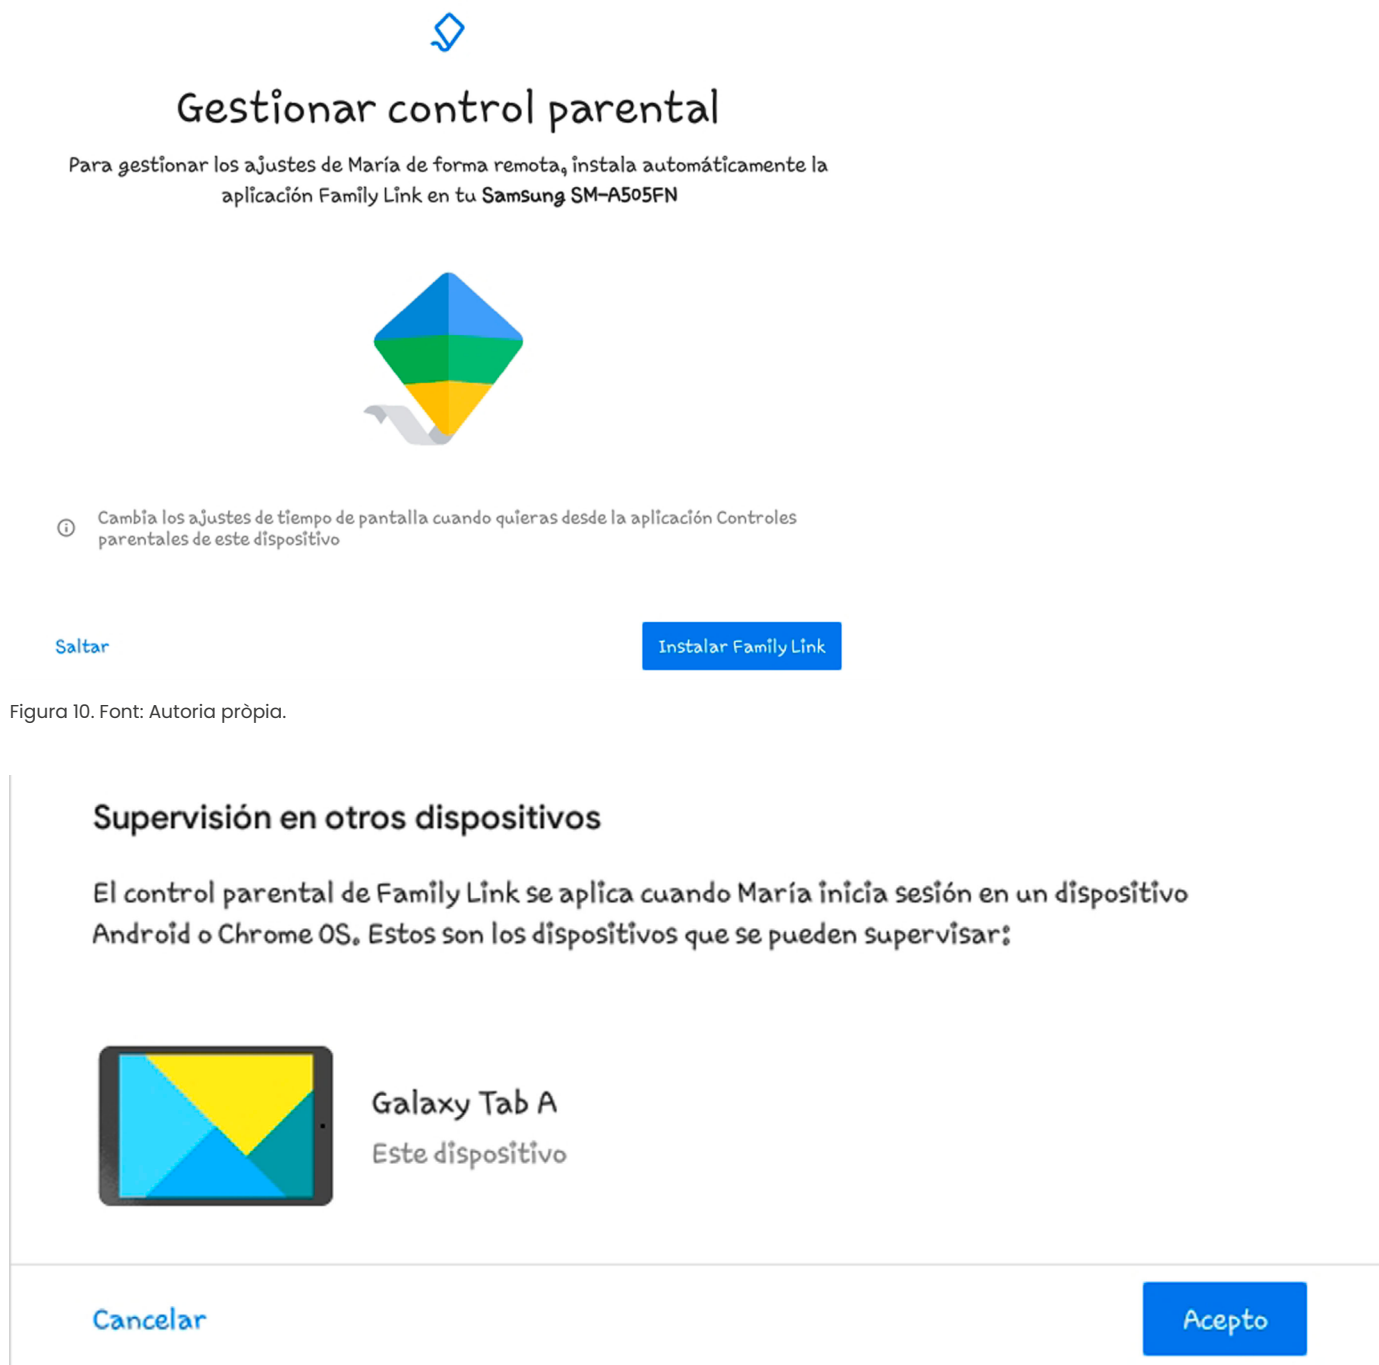 Gestionar control parental
Para gestionar los ajustes de María de forma remota, instala automáticamente la
aplicación Family Link en tu Samsung SM-A505FN
Cambia los ajustes de tiempo de pantalla cuando quieras desde la aplicación Controles
parentales de este dispositivo
Saltar
Instalar Family Link
Figura 10. Font: Autoria pròpia.
Supervisión en otros dispositivos
El control parental de Family Link se aplica cuando María inicia sesión en un dispositivo
Android o Chrome OS. Estos son los dispositivos que se pueden supervisar:
Galaxy Tab A
Este dispositivo
Cancelar
Acepto